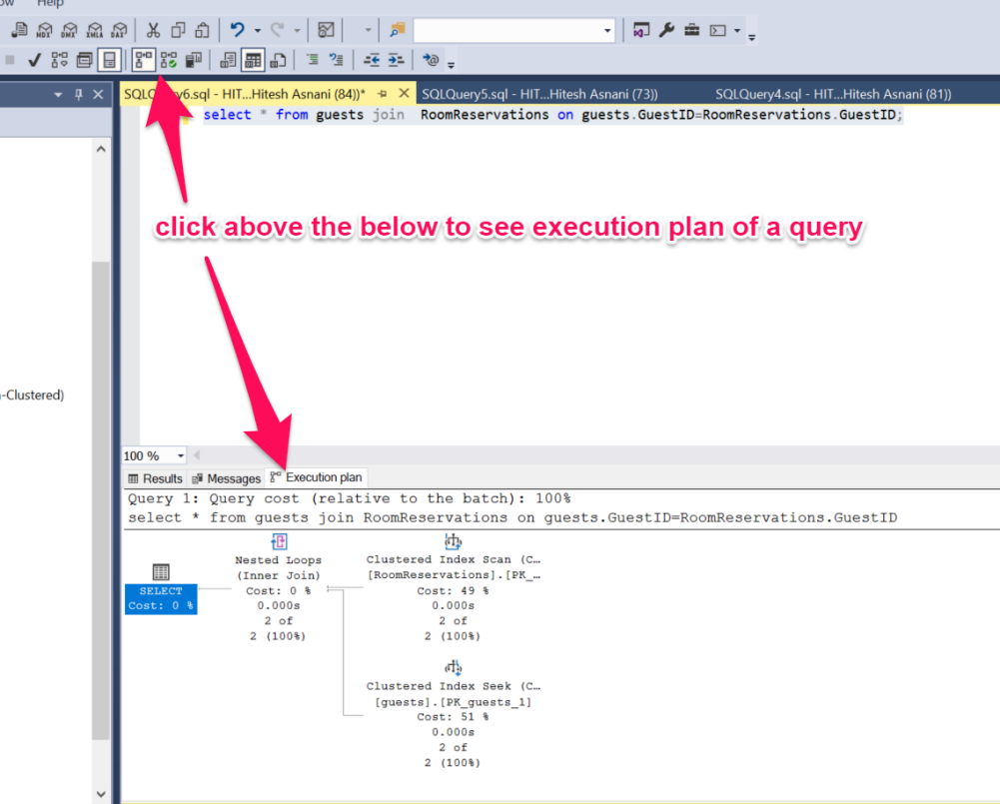 ow Help
MDX DMX XMLA DAX
SQLQuery6.sql - HIT...Hitesh Asnani (84))* SQLQuery5.sql - HIT...Hitesh Asnani (73)) SQLQuery4.sql - HIT...Hitesh Asnani (81))
select * from guests join RoomReservations on guests.GuestID=RoomReservations.GuestID;
click above the below to see execution plan of a query
-Clustered)
100 %
Results Messages Execution plan
Query 1: Query cost (relative to the batch): 100%
select * from guests join RoomReservations on guests.GuestID=RoomReservations.GuestID
SELECT
Cost: 0 %
Nested Loops
(Inner Join)
Cost: 0 %
0.000s
2 of
2 (100%)
Clustered Index Scan (C…
[RoomReservations].[PK_…
Cost: 49 %
0.000s
2 of
2 (100%)
Clustered Index Seek (C…
[guests].[PK_guests_1]
Cost: 51 %
0.000s
2 of
2 (100%)